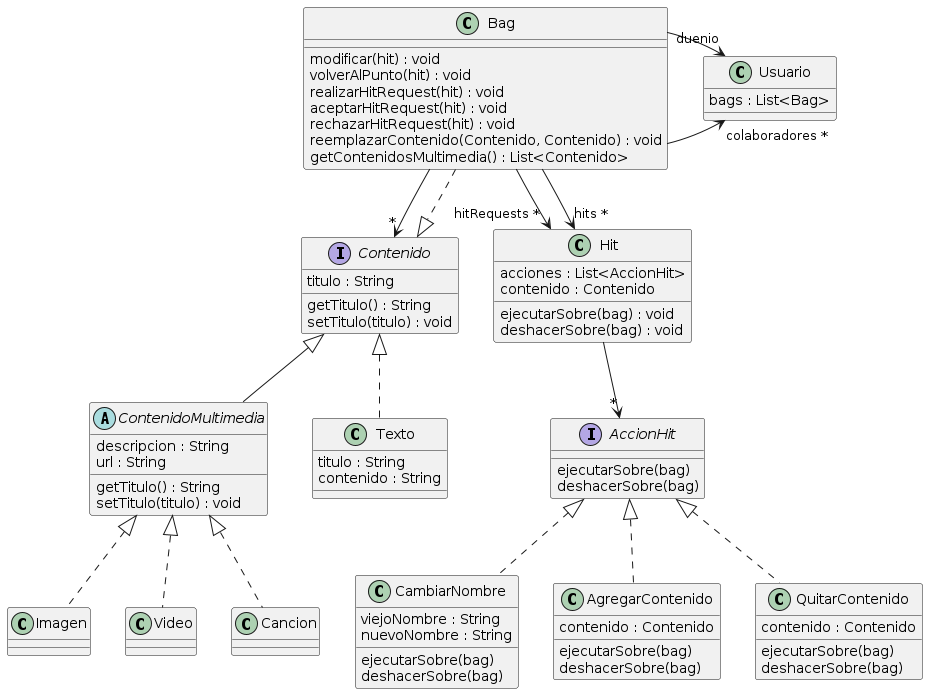 C Bag
modificar(hit) : void
volverAlPunto(hit) : void
realizarHitRequest(hit) : void
aceptarHitRequest(hit) : void
rechazarHitRequest(hit) : void
reemplazarContenido(Contenido, Contenido) : void
getContenidosMultimedia() : List<Contenido>
duenio
C Usuario
bags : List<Bag>
colaboradores *
*
hitRequests *
hits *
I Contenido
titulo : String
getTitulo() : String
setTitulo(titulo) : void
C Hit
acciones : List<AccionHit>
contenido : Contenido
ejecutarSobre(bag) : void
deshacerSobre(bag) : void
*
A ContenidoMultimedia
descripcion : String
url : String
getTitulo() : String
setTitulo(titulo) : void
C Texto
titulo : String
contenido : String
I AccionHit
ejecutarSobre(bag)
deshacerSobre(bag)
C Imagen
C Video
C Cancion
C CambiarNombre
viejoNombre : String
nuevoNombre : String
ejecutarSobre(bag)
deshacerSobre(bag)
C AgregarContenido
contenido : Contenido
ejecutarSobre(bag)
deshacerSobre(bag)
C QuitarContenido
contenido : Contenido
ejecutarSobre(bag)
deshacerSobre(bag)